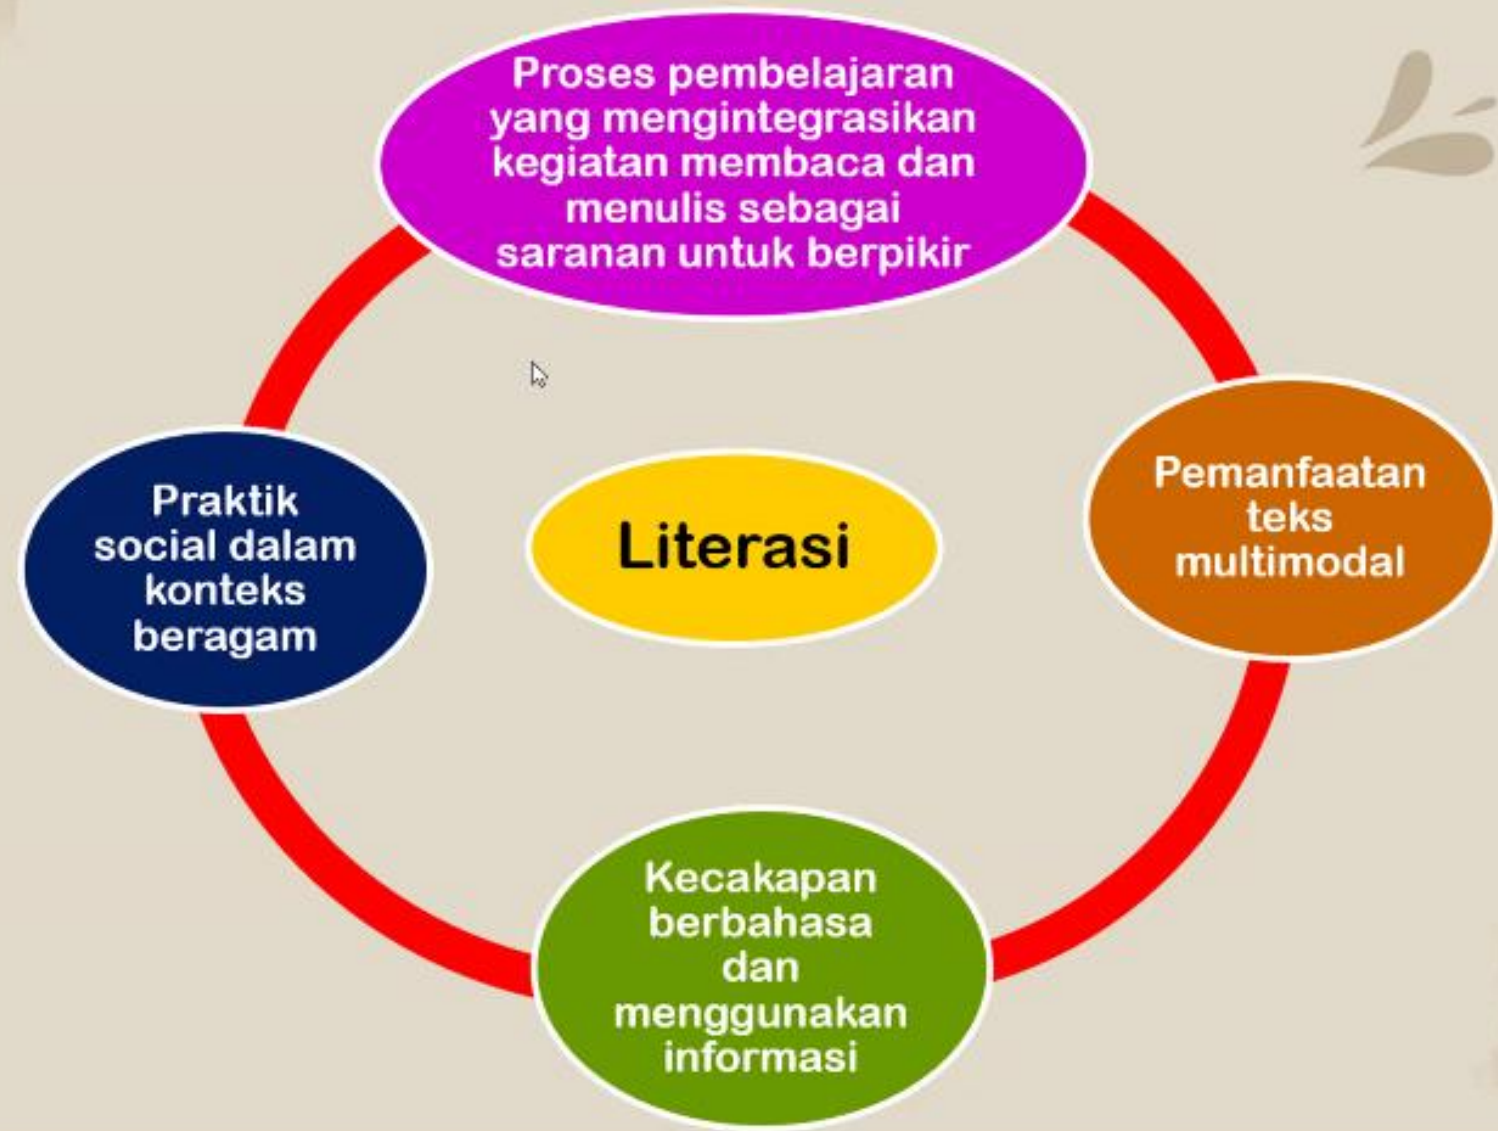 Proses pembelajaran
yang mengintegrasikan
kegiatan membaca dan
menulis sebagai
saranan untuk berpikir
Pemanfaatan
teks
multimodal
Kecakapan
berbahasa
dan
menggunakan
informasi
Praktik
social dalam
konteks
beragam
Literasi